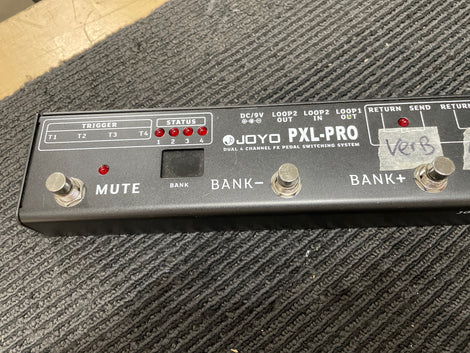 TRIGGER
T1 T2 T3 T4
STATUS
1 2 3 4
BANK
MUTE
DC/9V
LOOP2 OUT
LOOP2 IN
LOOP1 OUT
JOYO PXL-PRO
DUAL 4 CHANNEL FX PEDAL SWITCHING SYSTEM
BANK−
RETURN SEND
VerB
BANK+
RETURN